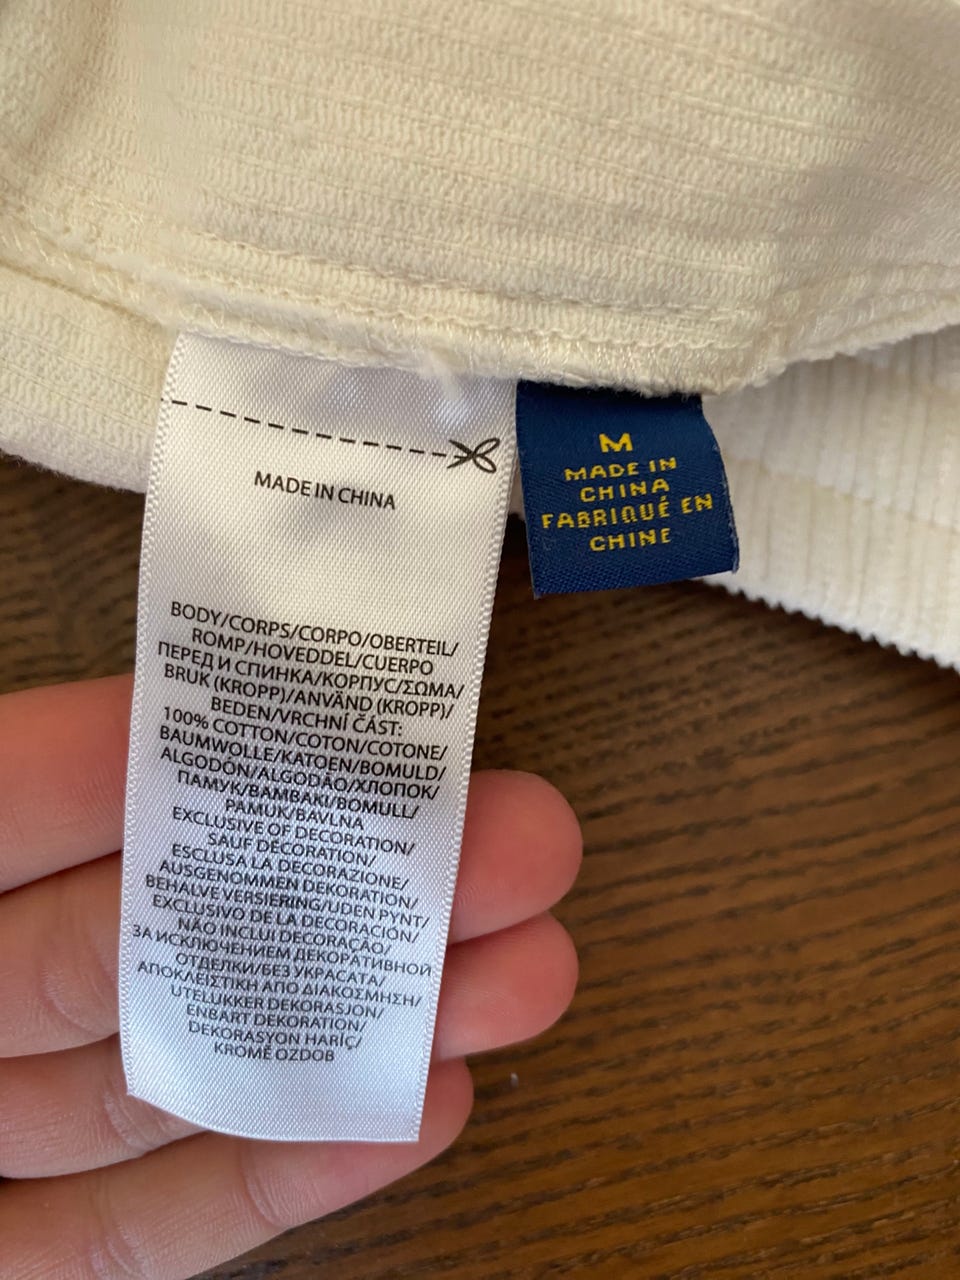 MADE IN CHINA
BODY/CORPS/CORPO/OBERTEIL/
ROMP/HOVEDDEL/CUERPO
ПЕРЕД И СПИНКА/КОРПУС/ΣΩΜΑ/
BRUK (KROPP)/ANVÄND (KROPP)/
BEDEN/VRCHNÍ ČÁST:
100% COTTON/COTON/COTONE/
BAUMWOLLE/KATOEN/BOMULD/
ALGODÓN/ALGODÃO/ХЛОПОК/
ПАМУК/ΒΑΜΒΑΚΙ/BOMULL/
PAMUK/BAVLNA
EXCLUSIVE OF DECORATION/
SAUF DÉCORATION/
ESCLUSA LA DECORAZIONE/
AUSGENOMMEN DEKORATION/
BEHALVE VERSIERING/UDEN PYNT/
EXCLUSIVO DE LA DECORACIÓN/
NÃO INCLUI DECORAÇÃO/
ЗА ИСКЛЮЧЕНИЕМ ДЕКОРАТИВНОЙ
ОТДЕЛКИ/БЕЗ УКРАСАТА/
ΑΠΟΚΛΕΙΣΤΙΚΗ ΑΠΟ ΔΙΑΚΟΣΜΗΣΗ/
UTELUKKER DEKORASJON/
ENBART DEKORATION/
DEKORASYON HARİÇ/
KROMĚ OZDOB
M
MADE IN
CHINA
FABRIQUÉ EN
CHINE